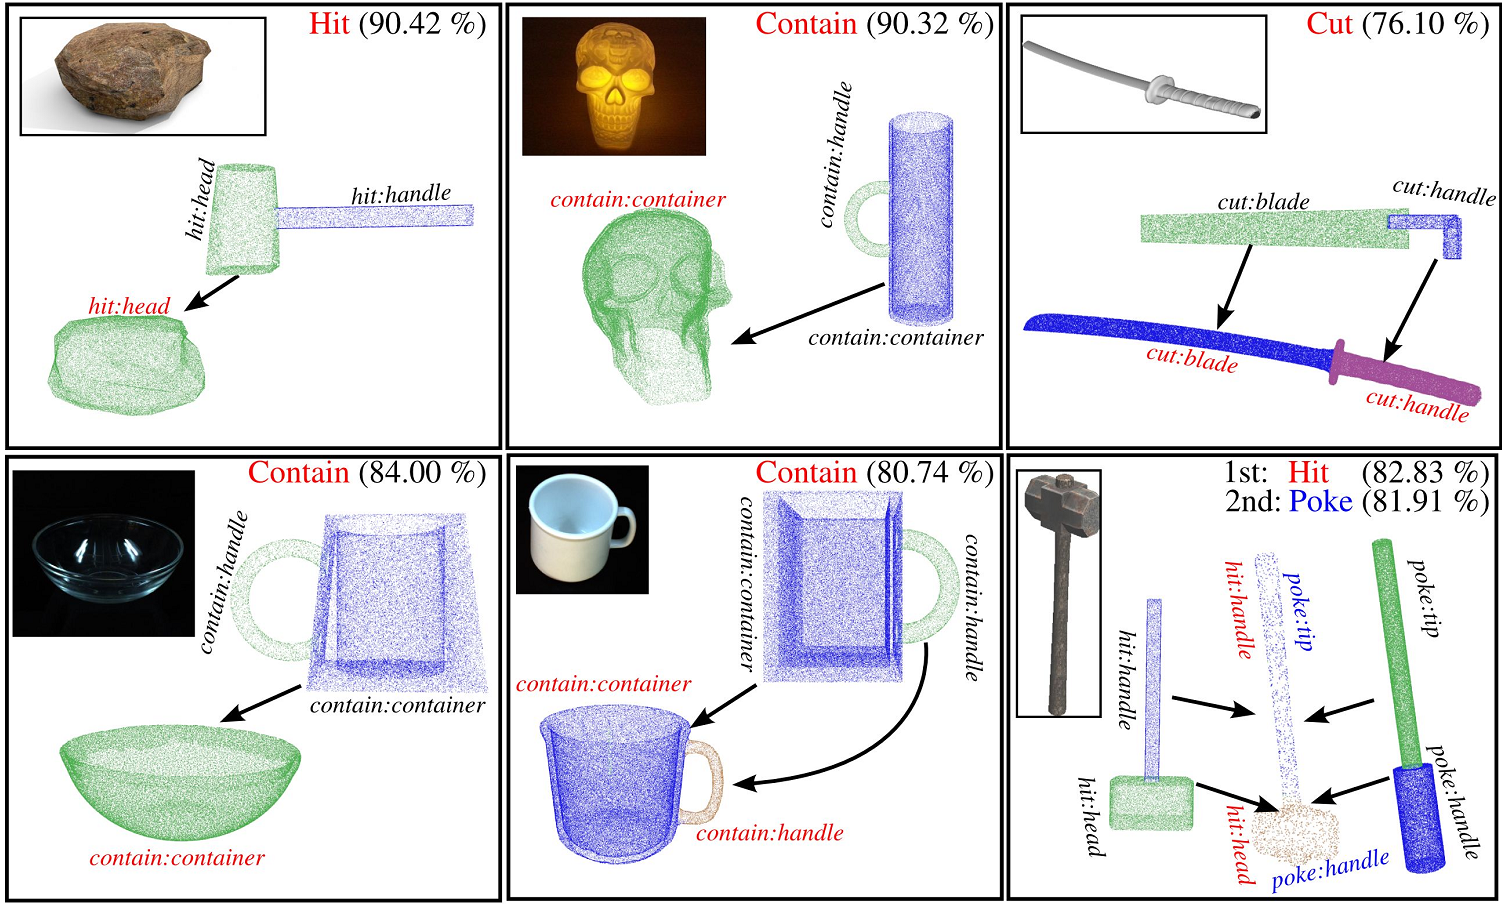 Hit (90.42 %)
hit:head
hit:handle
hit:head
Contain (90.32 %)
contain:handle
contain:container
contain:container
Cut (76.10 %)
cut:blade
cut:handle
cut:blade
cut:handle
Contain (84.00 %)
contain:handle
contain:container
contain:container
Contain (80.74 %)
contain:container
contain:handle
contain:container
contain:handle
1st: Hit (82.83 %)
2nd: Poke (81.91 %)
hit:handle
hit:head
hit:handle
poke:tip
hit:head
poke:handle
poke:tip
poke:handle